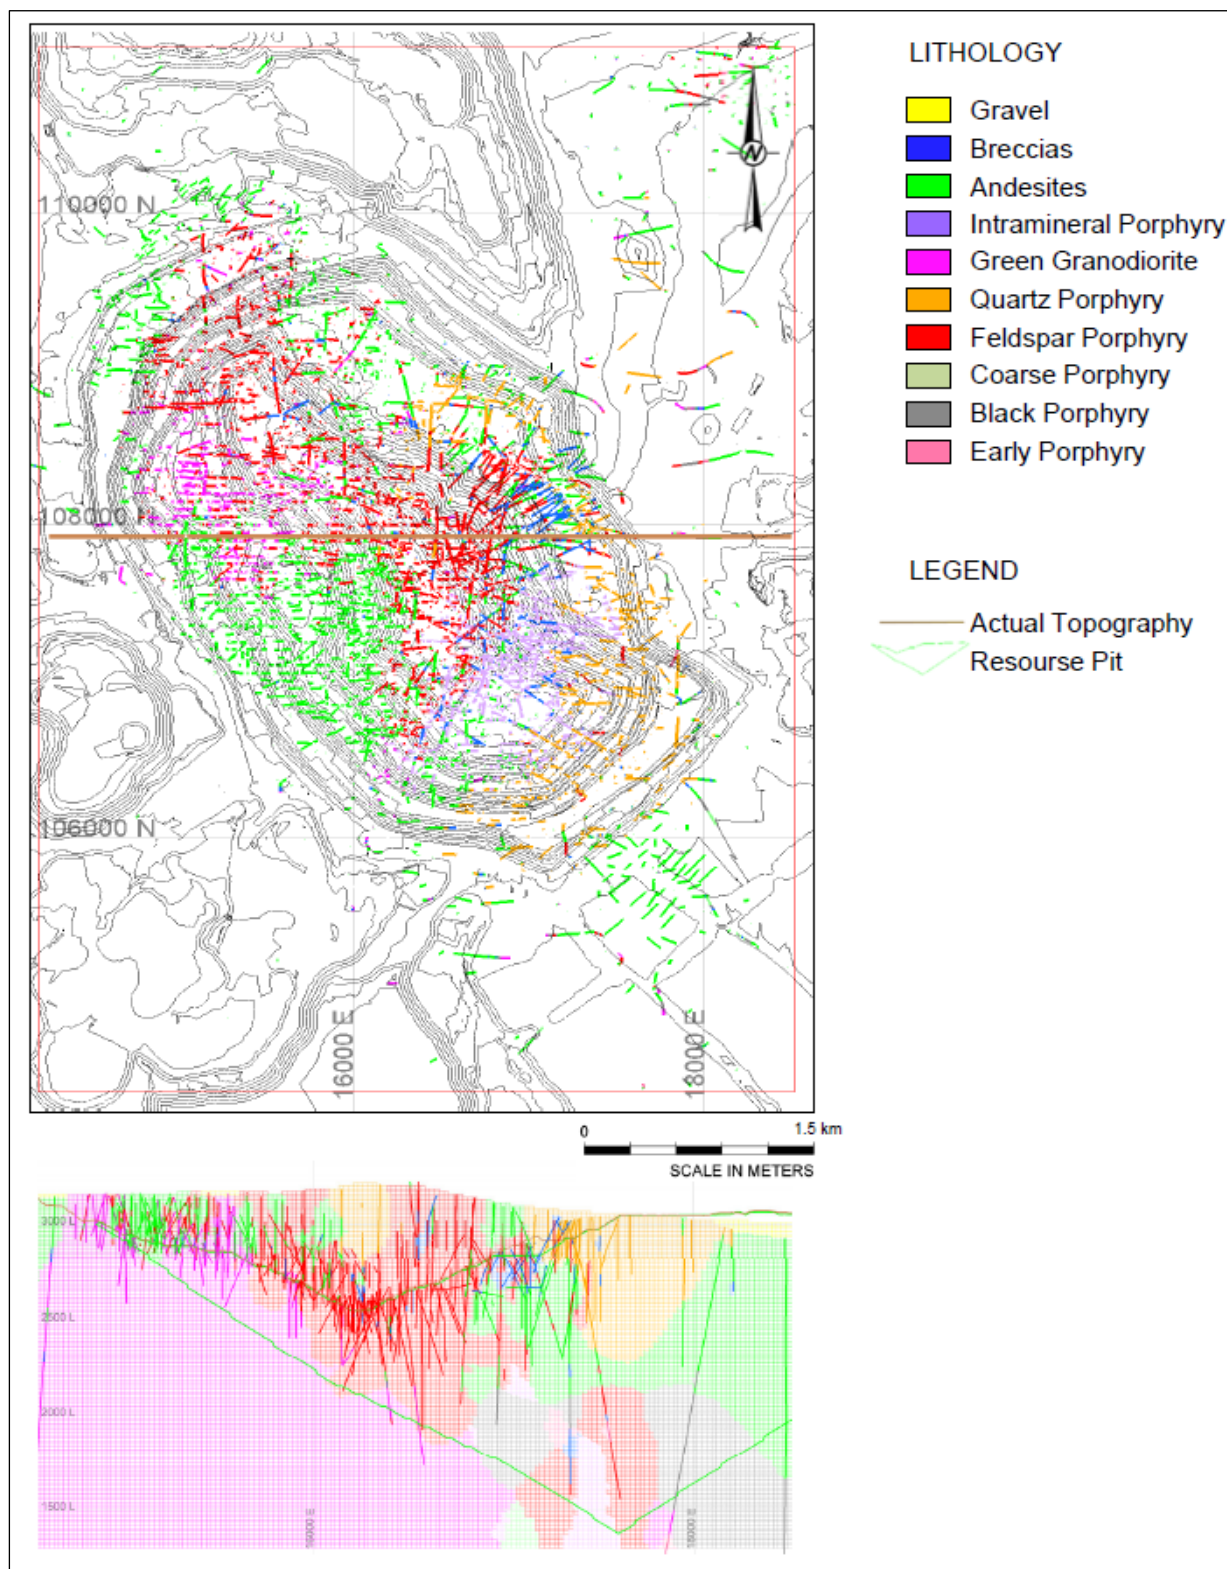 LITHOLOGY
Gravel
Breccias
Andesites
Intramineral Porphyry
Green Granodiorite
Quartz Porphyry
Feldspar Porphyry
Coarse Porphyry
Black Porphyry
Early Porphyry
LEGEND
Actual Topography
Resourse Pit
N
110000 N
108000 N
106000 N
16000 E
18000 E
0 1.5 km
SCALE IN METERS
3000 L
2500 L
2000 L
1500 L
16000 E
18000 E